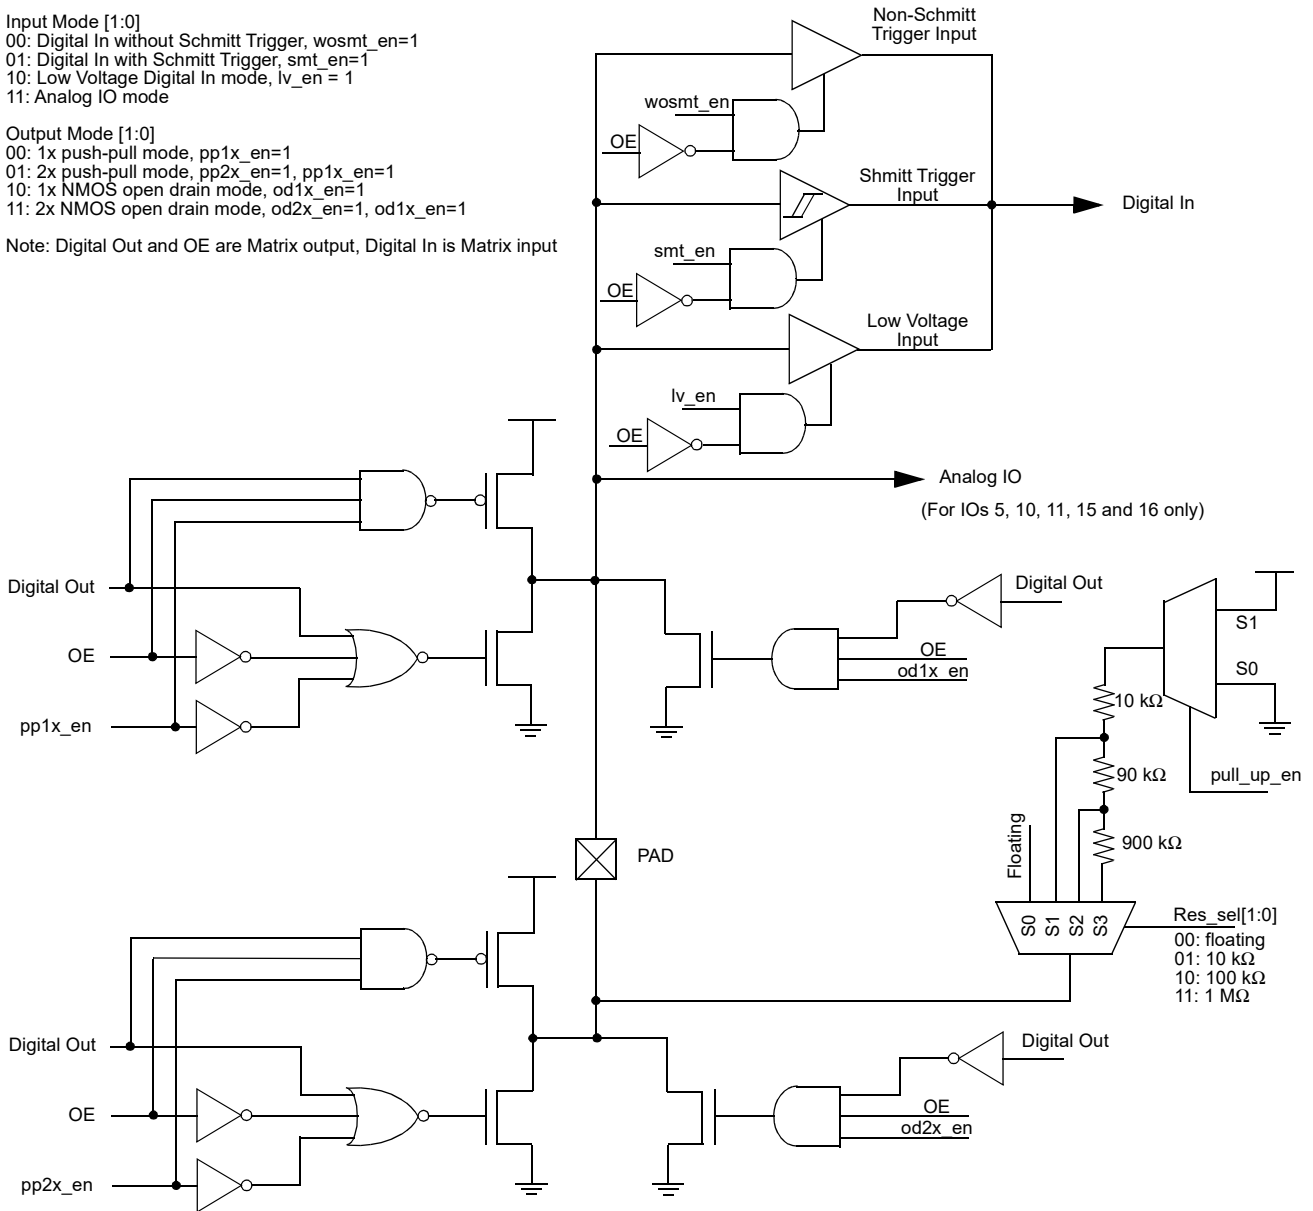 Input Mode [1:0]
00: Digital In without Schmitt Trigger, wosmt_en=1
01: Digital In with Schmitt Trigger, smt_en=1
10: Low Voltage Digital In mode, lv_en = 1
11: Analog IO mode
Output Mode [1:0]
00: 1x push-pull mode, pp1x_en=1
01: 2x push-pull mode, pp2x_en=1, pp1x_en=1
10: 1x NMOS open drain mode, od1x_en=1
11: 2x NMOS open drain mode, od2x_en=1, od1x_en=1
Note: Digital Out and OE are Matrix output, Digital In is Matrix input
Non-Schmitt
Trigger Input
wosmt_en
OE
Shmitt Trigger
Input
Digital In
smt_en
OE
Low Voltage
Input
lv_en
OE
Analog IO
(For IOs 5, 10, 11, 15 and 16 only)
Digital Out
OE
pp1x_en
Digital Out
OE
od1x_en
S1
S0
10 kΩ
90 kΩ
pull_up_en
900 kΩ
Floating
PAD
S0
S1
S2
S3
Res_sel[1:0]
00: floating
01: 10 kΩ
10: 100 kΩ
11: 1 MΩ
Digital Out
OE
pp2x_en
Digital Out
OE
od2x_en